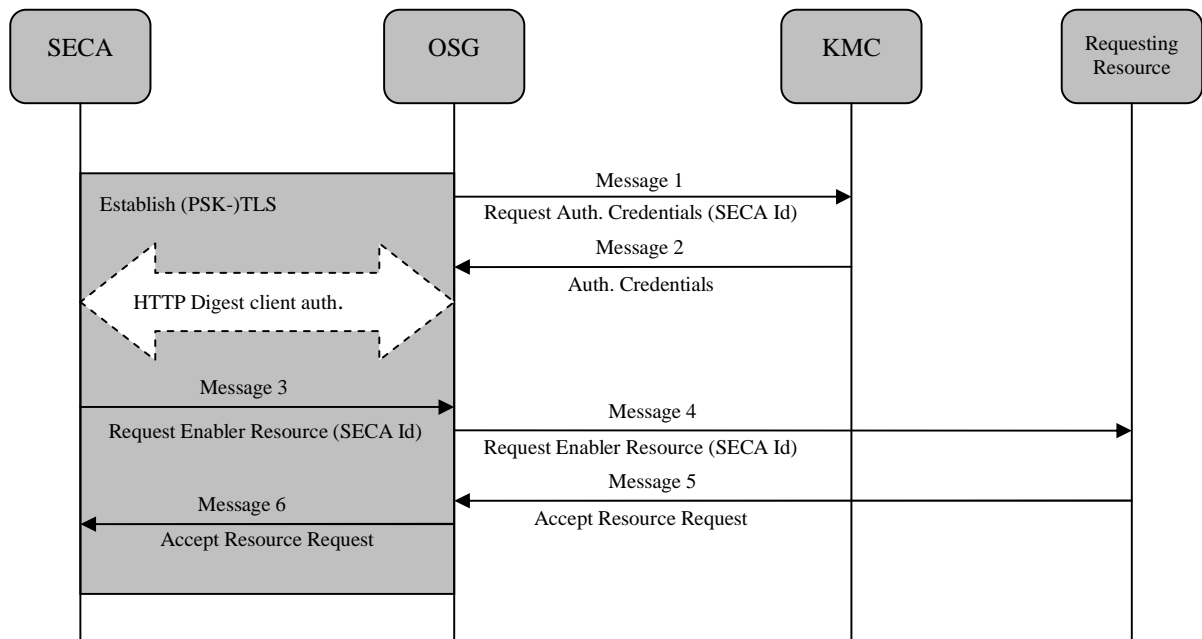 SECA
OSG
KMC
Requesting
Resource
Establish (PSK-)TLS
Message 1
Request Auth. Credentials (SECA Id)
Message 2
Auth. Credentials
HTTP Digest client auth.
Message 3
Request Enabler Resource (SECA Id)
Message 4
Request Enabler Resource (SECA Id)
Message 5
Accept Resource Request
Message 6
Accept Resource Request